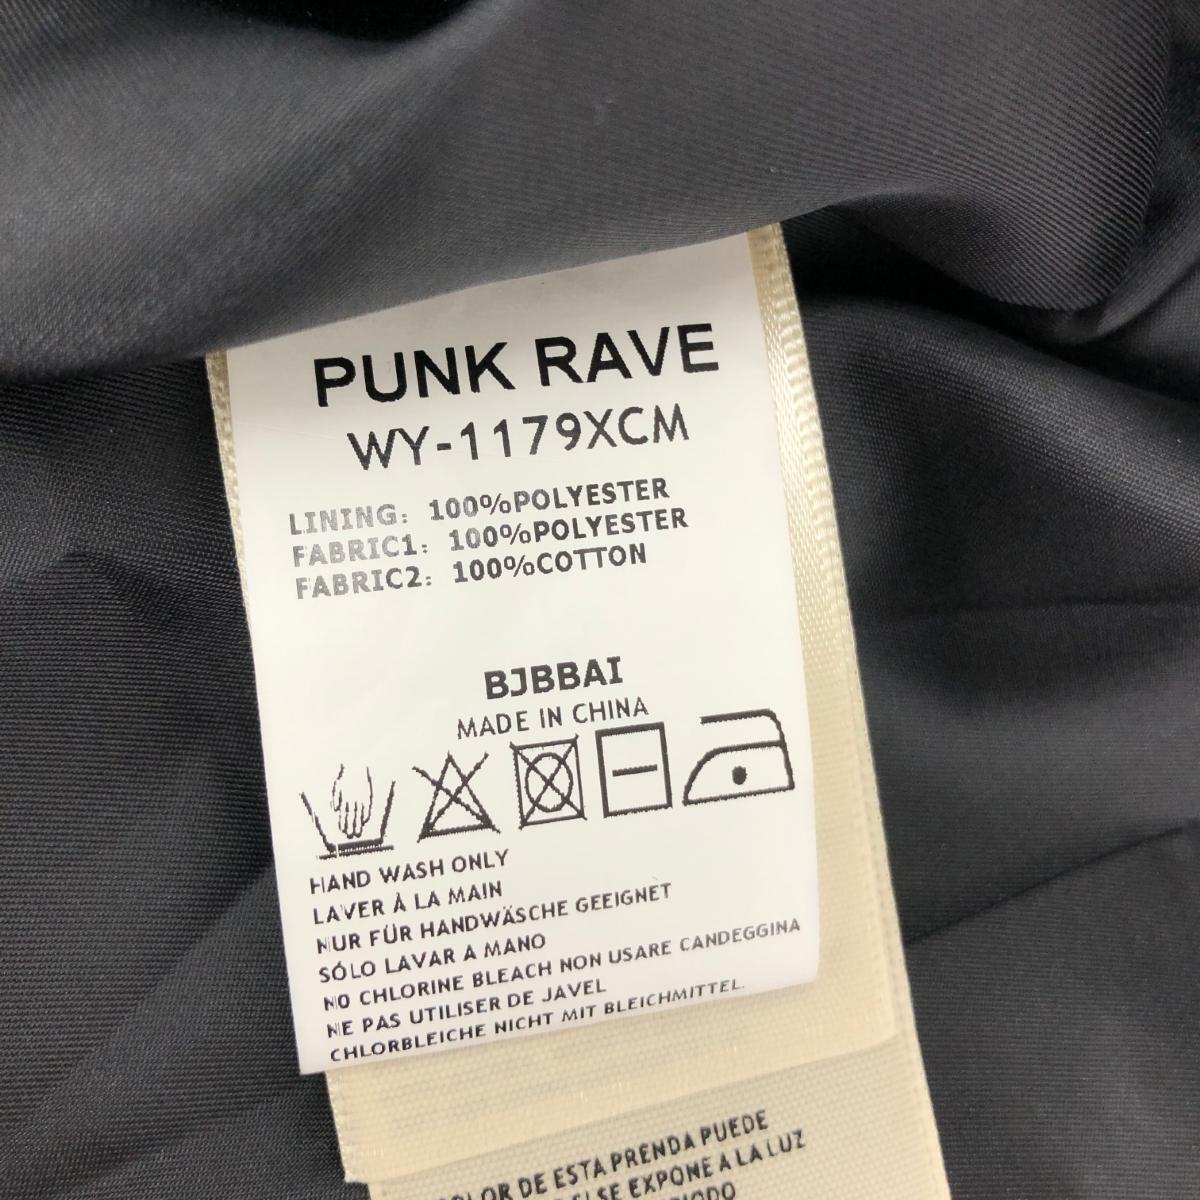 PUNK RAVE
WY-1179XCM
LINING: 100%POLYESTER
FABRIC1: 100%POLYESTER
FABRIC2: 100%COTTON
BJBBAI
MADE IN CHINA
HAND WASH ONLY
LAVER À LA MAIN
NUR FÜR HANDWÄSCHE GEEIGNET
SÓLO LAVAR A MANO
NO CHLORINE BLEACH NON USARE CANDEGGINA
NE PAS UTILISER DE JAVEL
CHLORBLEICHE NICHT MIT BLEICHMITTEL.
DE ESTA PRENDA PUEDE
SE EXPONE A LA LUZ